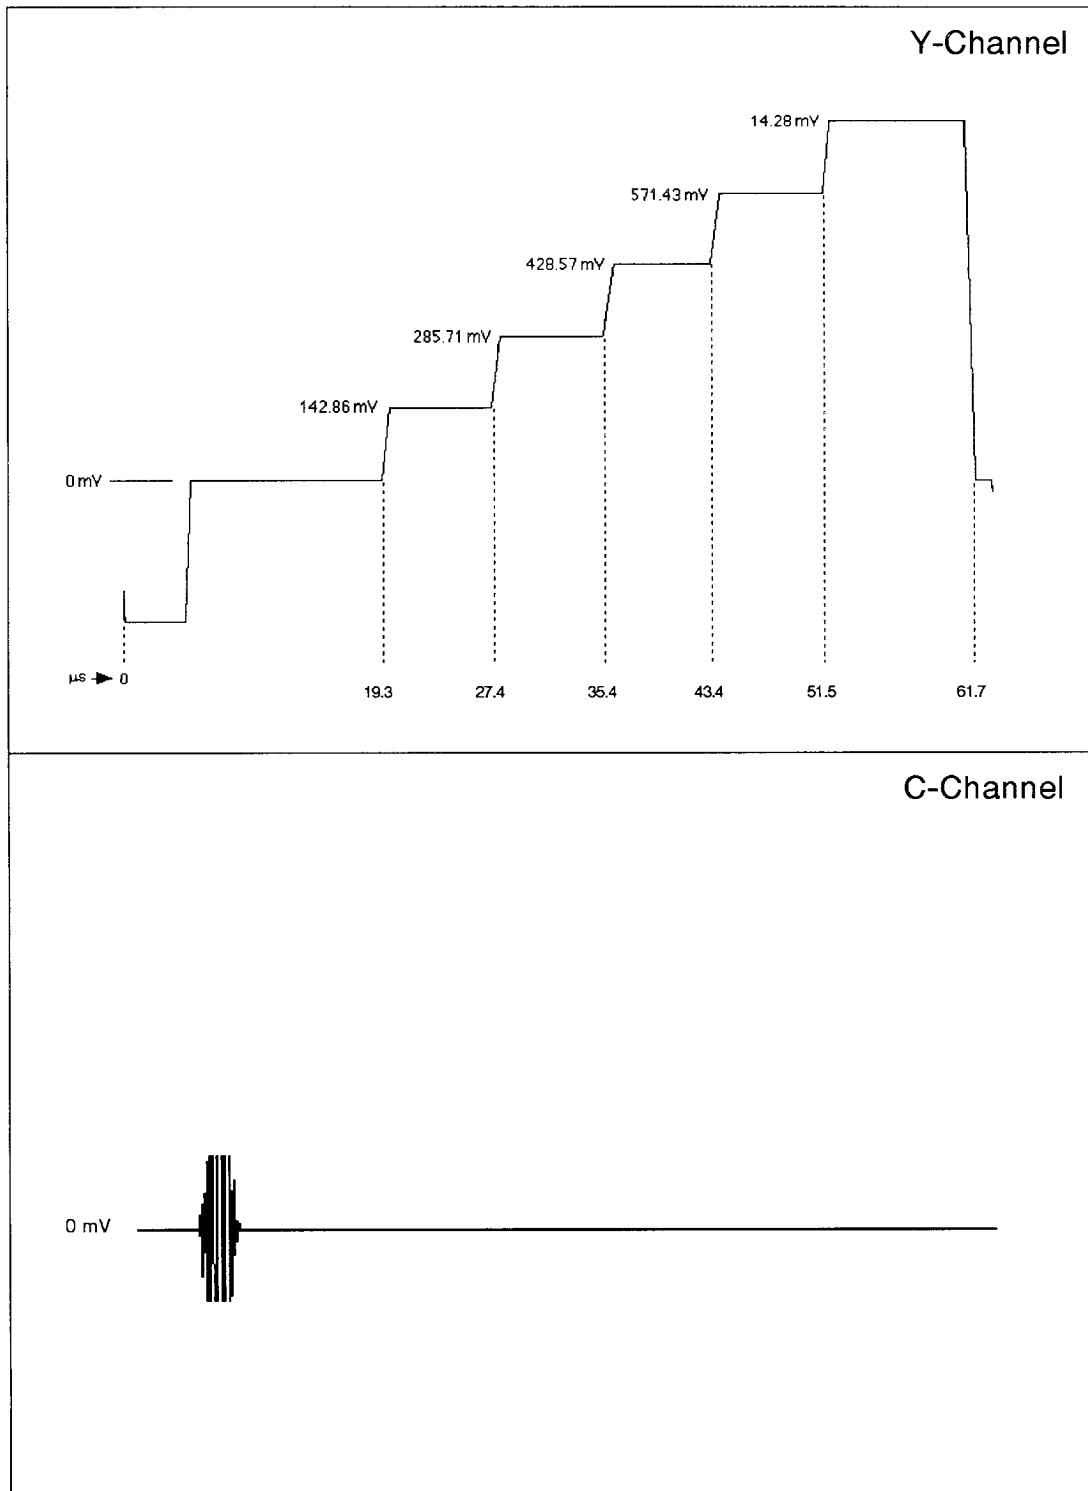 Y-Channel
14.28 mV
571.43 mV
428.57 mV
285.71 mV
142.86 mV
0 mV
µs 0 19.3 27.4 35.4 43.4 51.5 61.7
C-Channel
0 mV